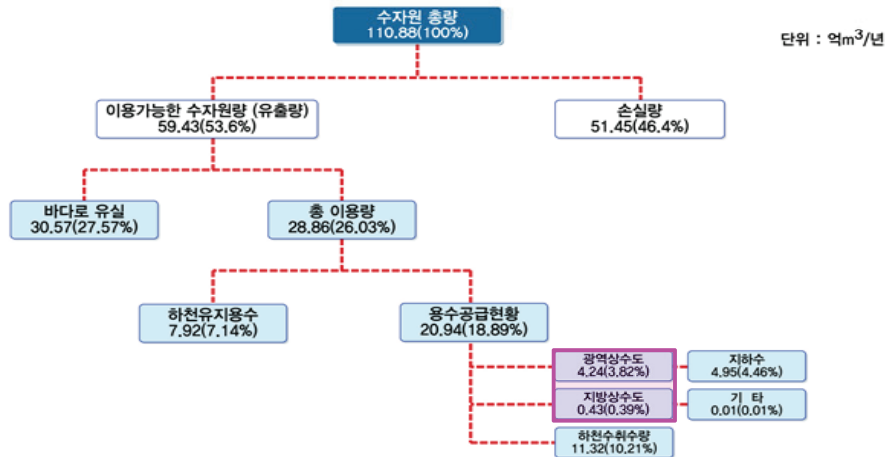 수자원 총량
110.88(100%)
단위 : 억m³/년
이용가능한 수자원량 (유출량)
59.43(53.6%)
손실량
51.45(46.4%)
바다로 유실
30.57(27.57%)
총 이용량
28.86(26.03%)
하천유지용수
7.92(7.14%)
용수공급현황
20.94(18.89%)
광역상수도
4.24(3.82%)
지하수
4.95(4.46%)
지방상수도
0.43(0.39%)
기 타
0.01(0.01%)
하천수취수량
11.32(10.21%)